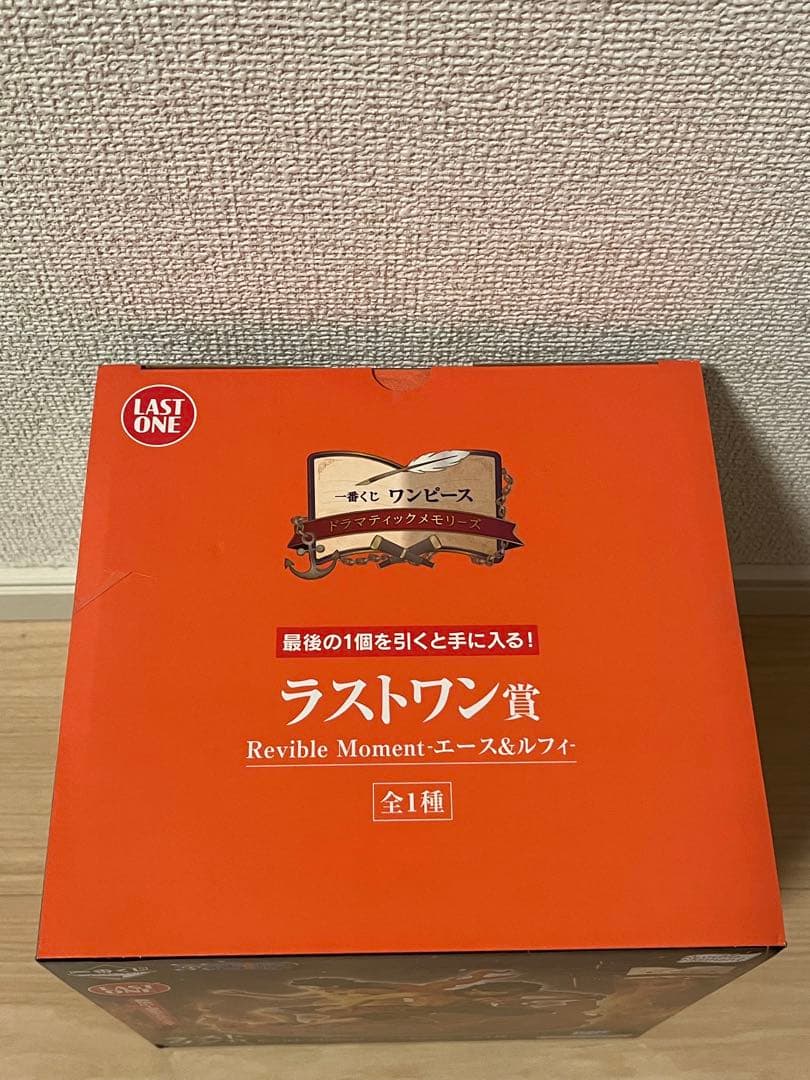 LAST
ONE
一番くじ ワンピース
ドラマティックメモリーズ
最後の1個を引くと手に入る!
ラストワン賞
Revible Moment-エース&ルフィ-
全1種
LAST
ONE